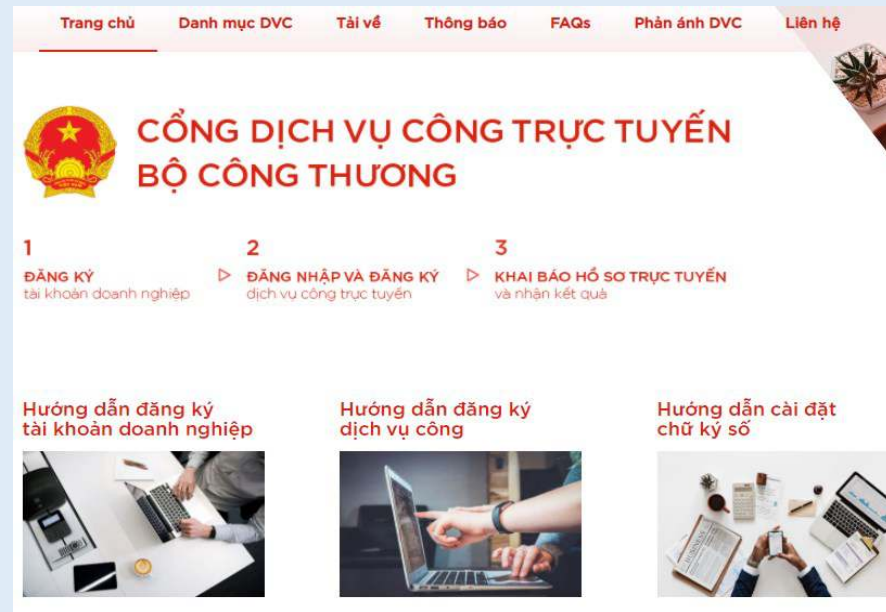 Trang chủ Danh mục DVC Tải về Thông báo FAQs Phản ánh DVC Liên hệ
CỔNG DỊCH VỤ CÔNG TRỰC TUYẾN
BỘ CÔNG THƯƠNG
1 2 3
ĐĂNG KÝ ĐĂNG NHẬP VÀ ĐĂNG KÝ KHAI BÁO HỒ SƠ TRỰC TUYẾN
tài khoản doanh nghiệp dịch vụ công trực tuyến và nhận kết quả
Hướng dẫn đăng ký
tài khoản doanh nghiệp
Hướng dẫn đăng ký
dịch vụ công
Hướng dẫn cài đặt
chữ ký số
BUSINESS